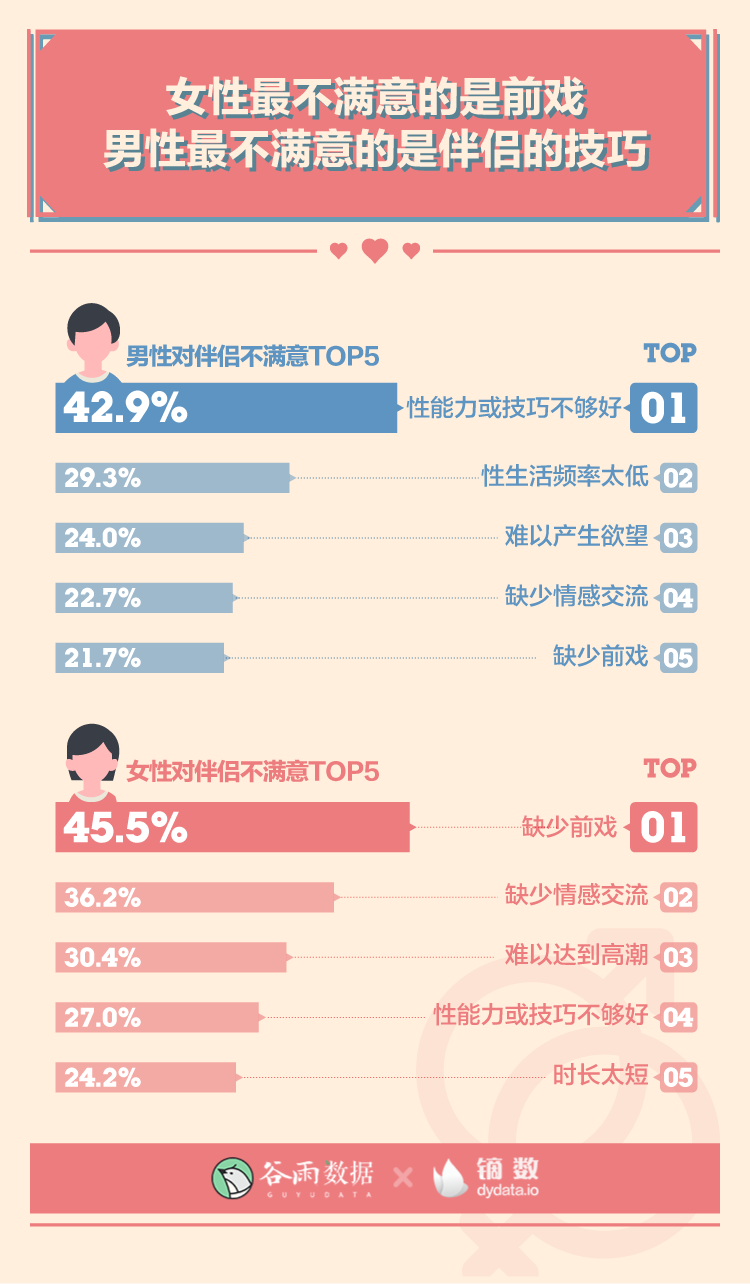 女性最不满意的是前戏
男性最不满意的是伴侣的技巧
男性对伴侣不满意TOP5
TOP
42.9% 性能力或技巧不够好 01
29.3% 性生活频率太低 02
24.0% 难以产生欲望 03
22.7% 缺少情感交流 04
21.7% 缺少前戏 05
女性对伴侣不满意TOP5
TOP
45.5% 缺少前戏 01
36.2% 缺少情感交流 02
30.4% 难以达到高潮 03
27.0% 性能力或技巧不够好 04
24.2% 时长太短 05
谷雨数据 × 镝数
GUYUDATA dydata.io